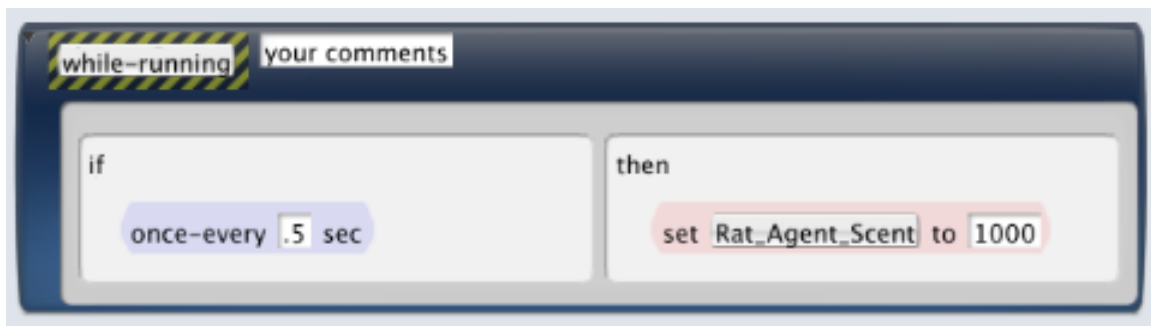 while-running your comments
if then
once-every .5 sec set Rat_Agent_Scent to 1000